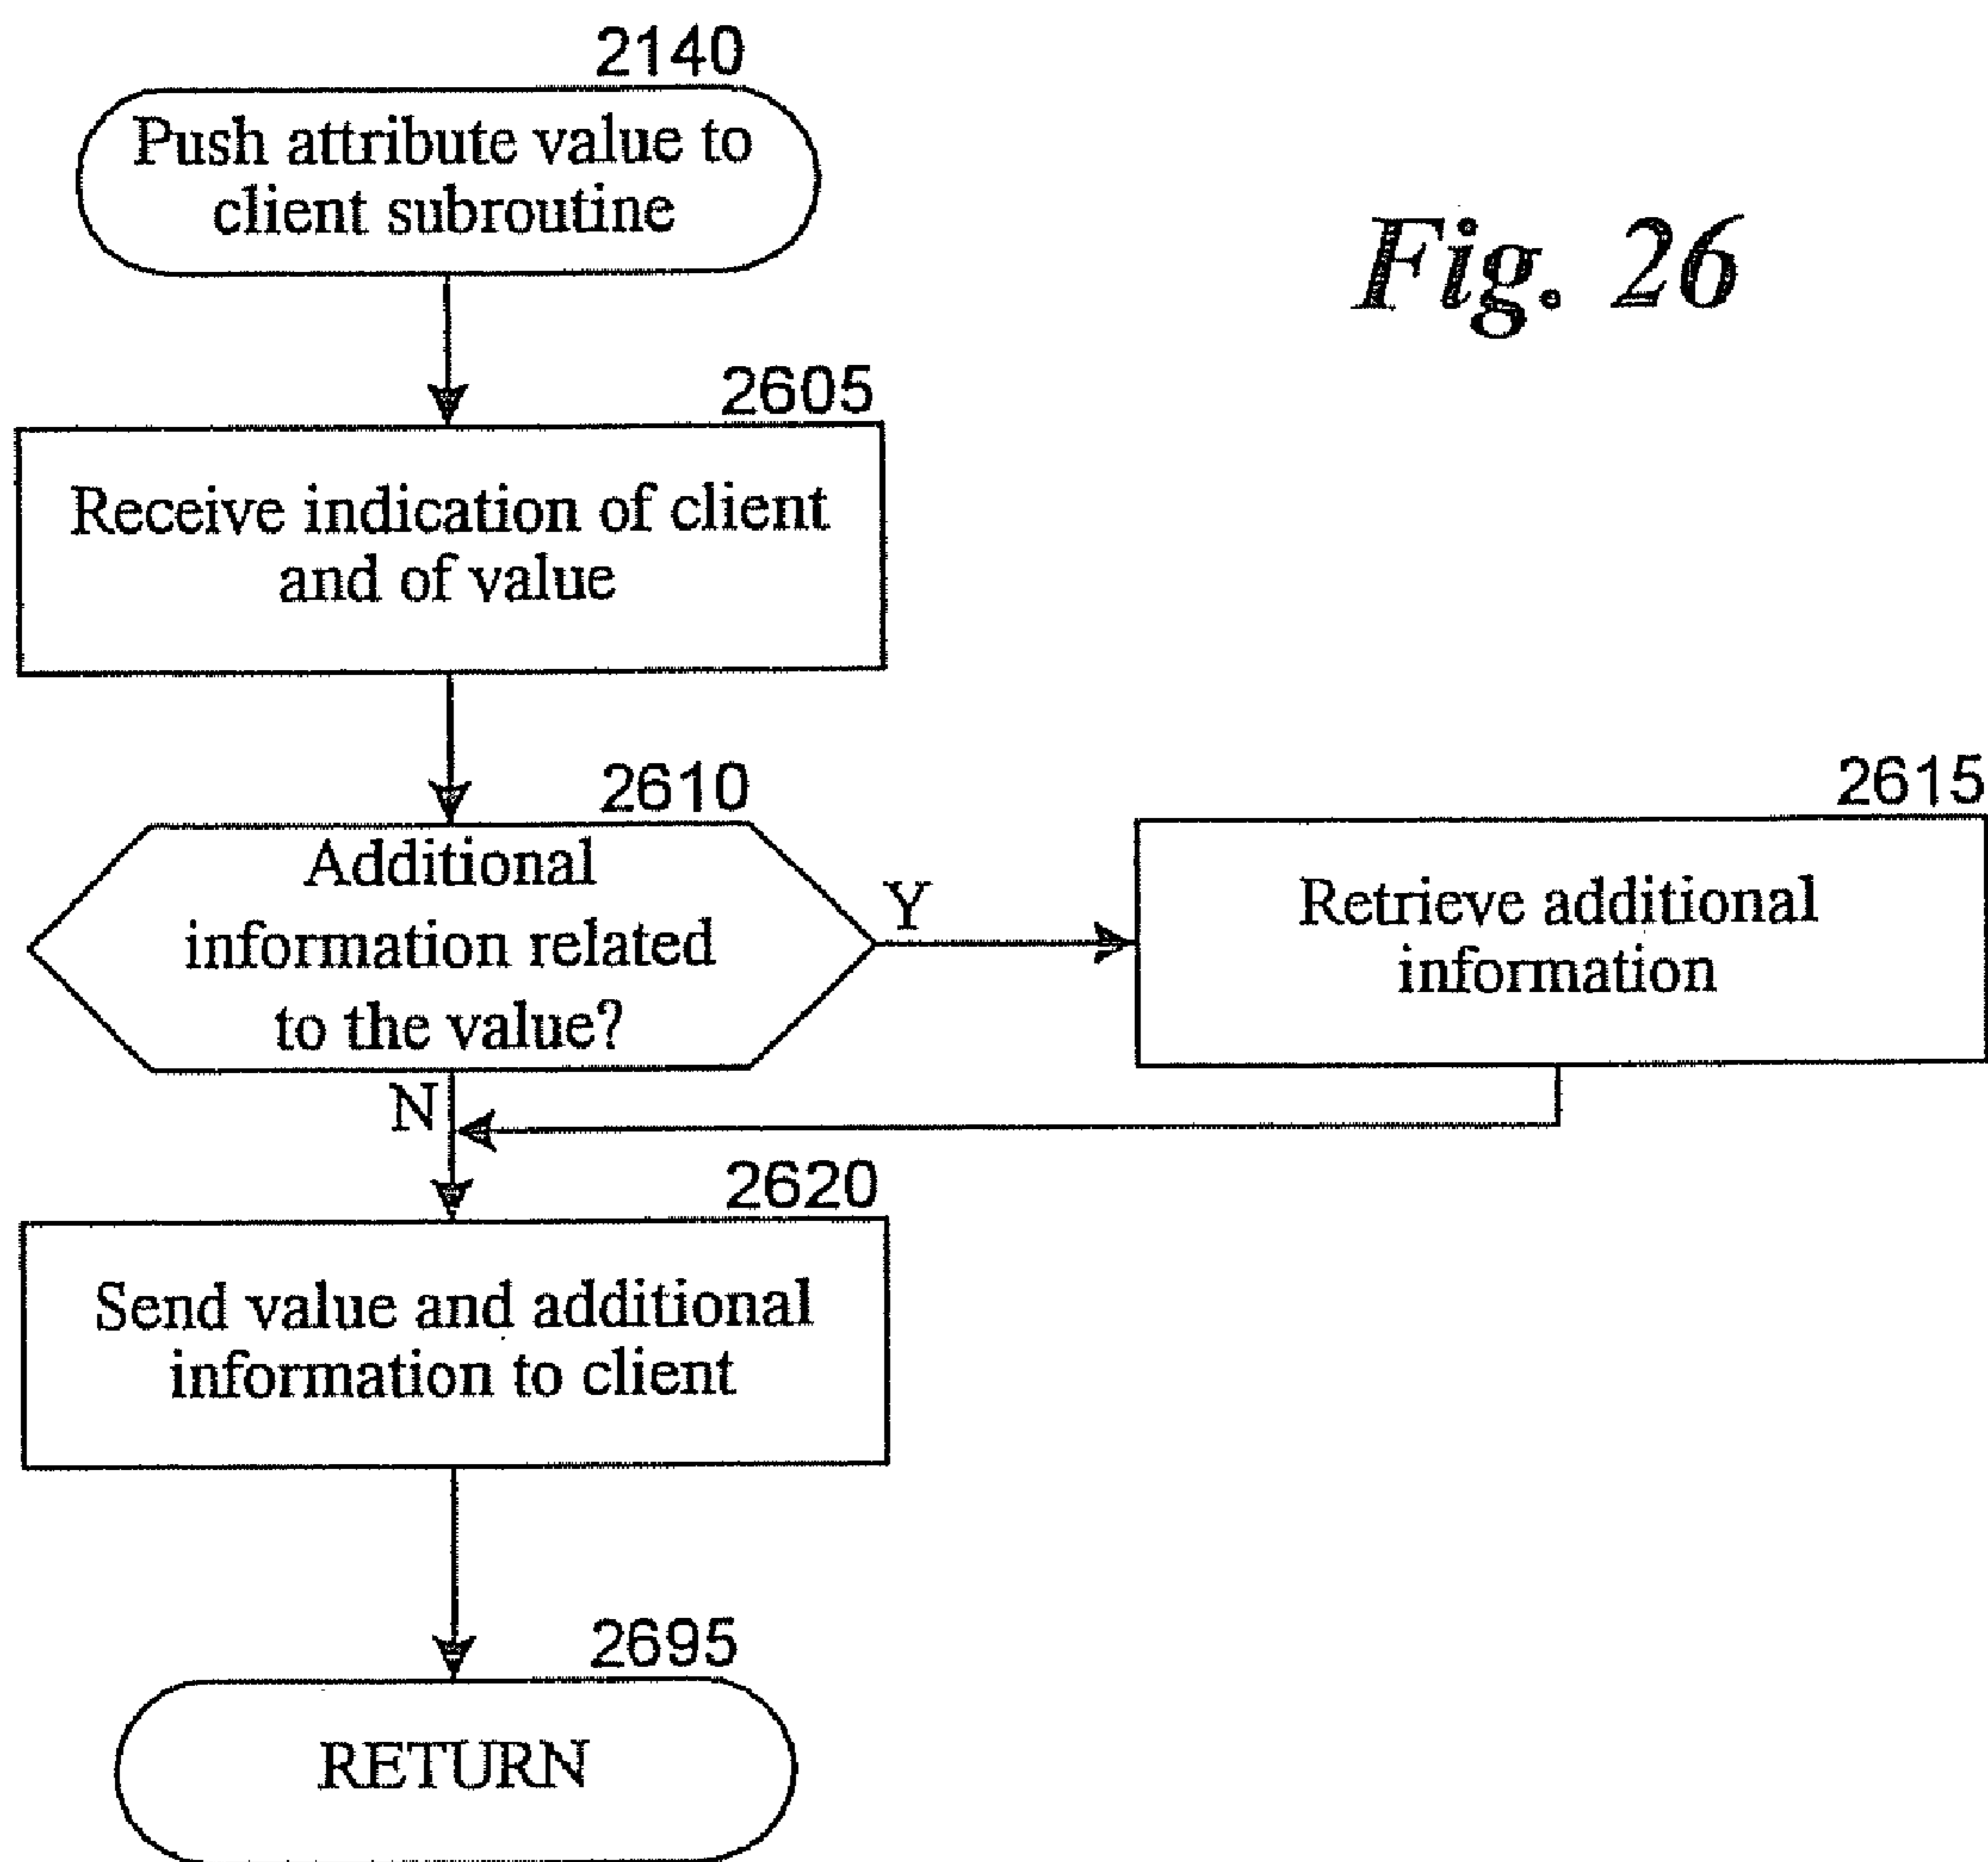 2140
Push attribute value to
client subroutine
Fig. 26
2605
Receive indication of client
and of value
2610
Additional
information related
to the value?
Y
2615
Retrieve additional
information
N
2620
Send value and additional
information to client
2695
RETURN